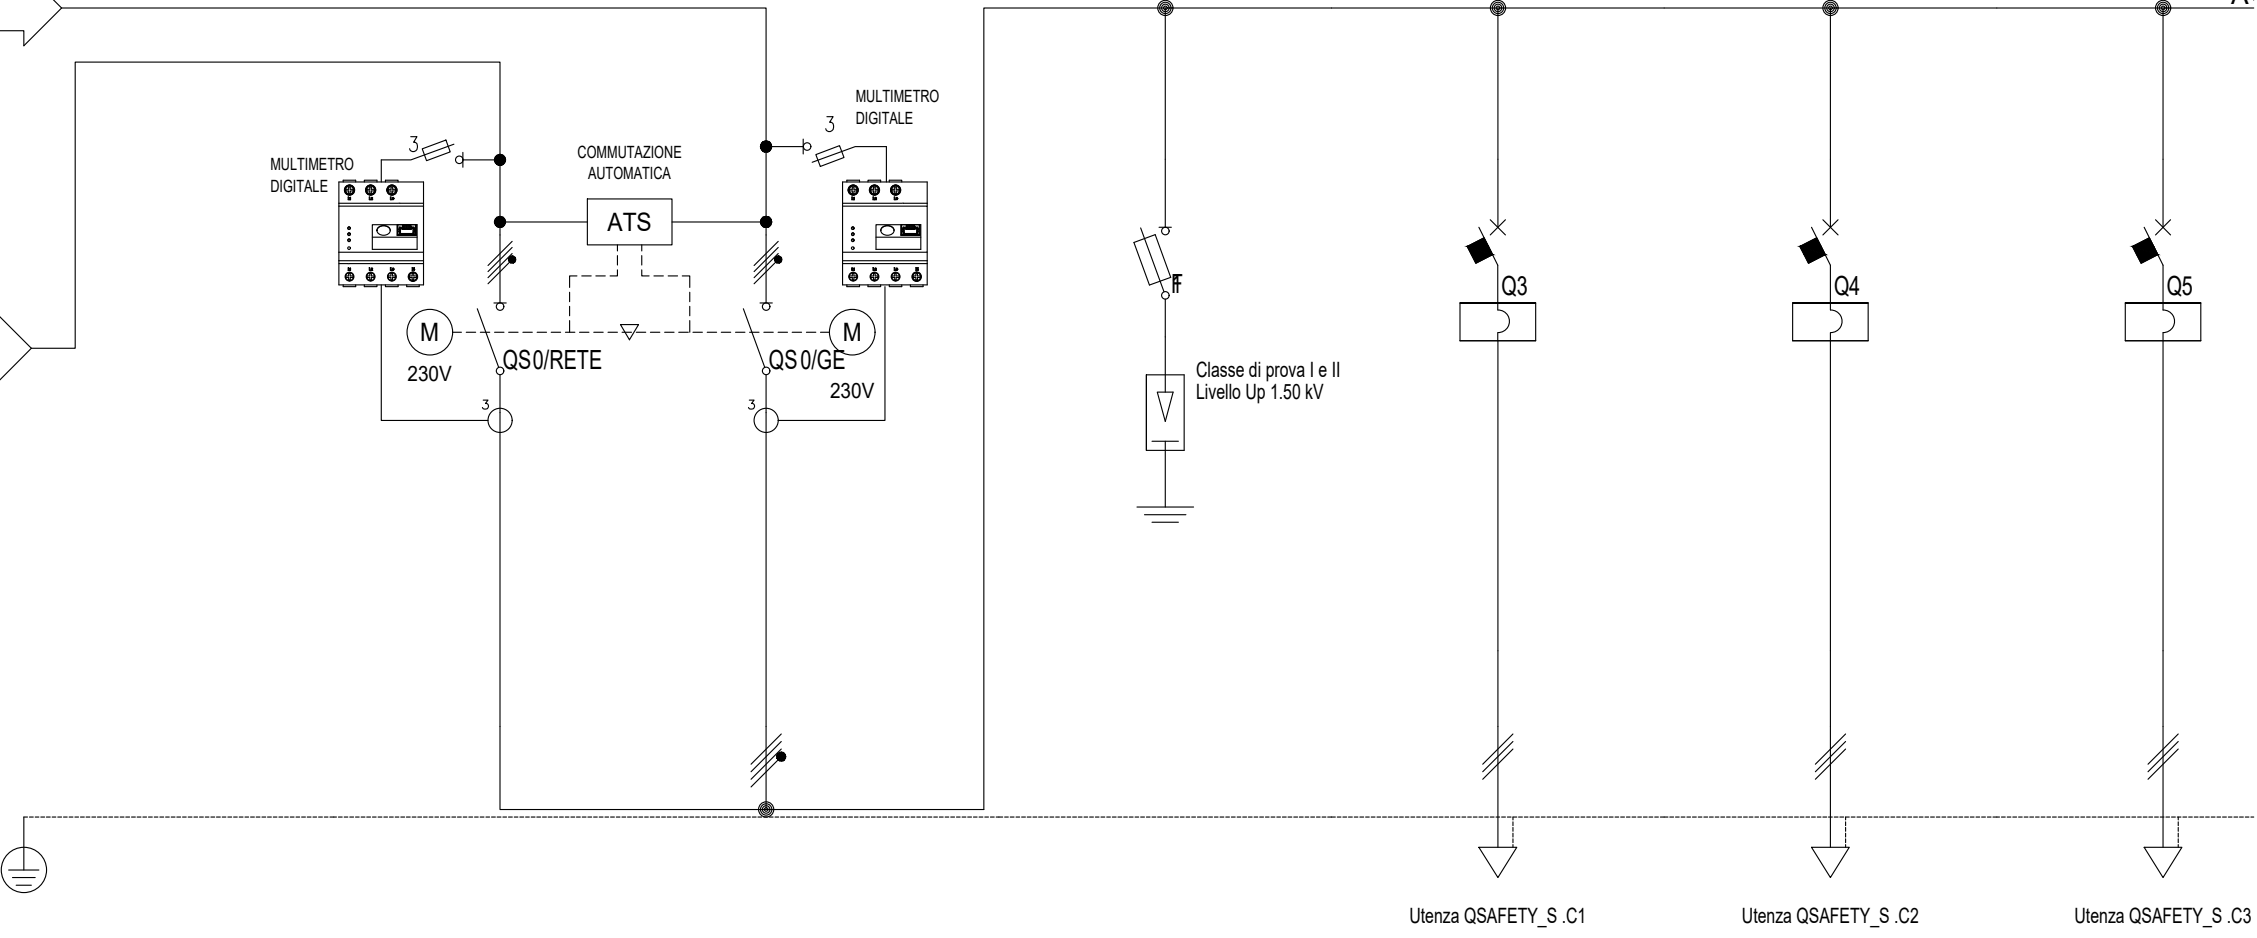 MULTIMETRO
DIGITALE
3
COMMUTAZIONE
AUTOMATICA
ATS
3
MULTIMETRO
DIGITALE
M
230V
QS0/RETE
3
QS0/GE
M
230V
3
Classe di prova I e II
Livello Up 1.50 kV
Q3
Q4
Q5
Utenza QSAFETY_S .C1
Utenza QSAFETY_S .C2
Utenza QSAFETY_S .C3